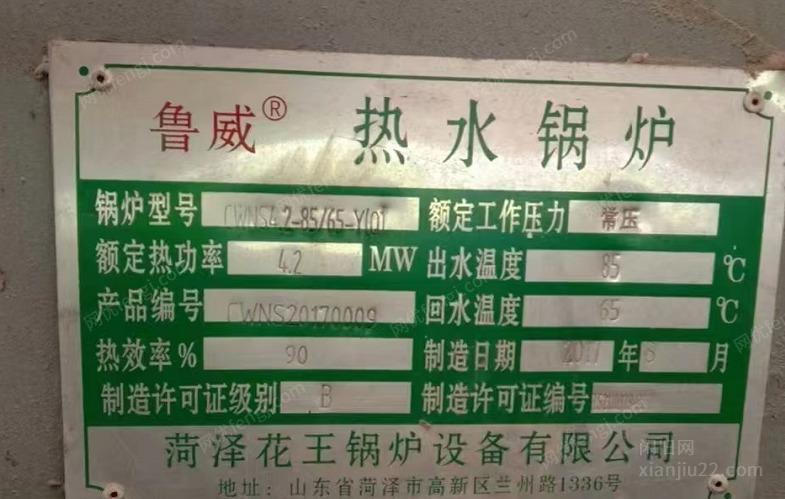 鲁威® 热水锅炉
锅炉型号 CWNS4.2-85/65-Y(Q) 额定工作压力 常压
额定热功率 4.2 MW 出水温度 85 ℃
产品编号 CWNS20170009 回水温度 65 ℃
热效率% 90 制造日期 2017 年 6 月
制造许可证级别 B 制造许可证编号
菏泽花王锅炉设备有限公司
地址: 山东省菏泽市高新区兰州路1336号
闲旧网
xianjiu22.com